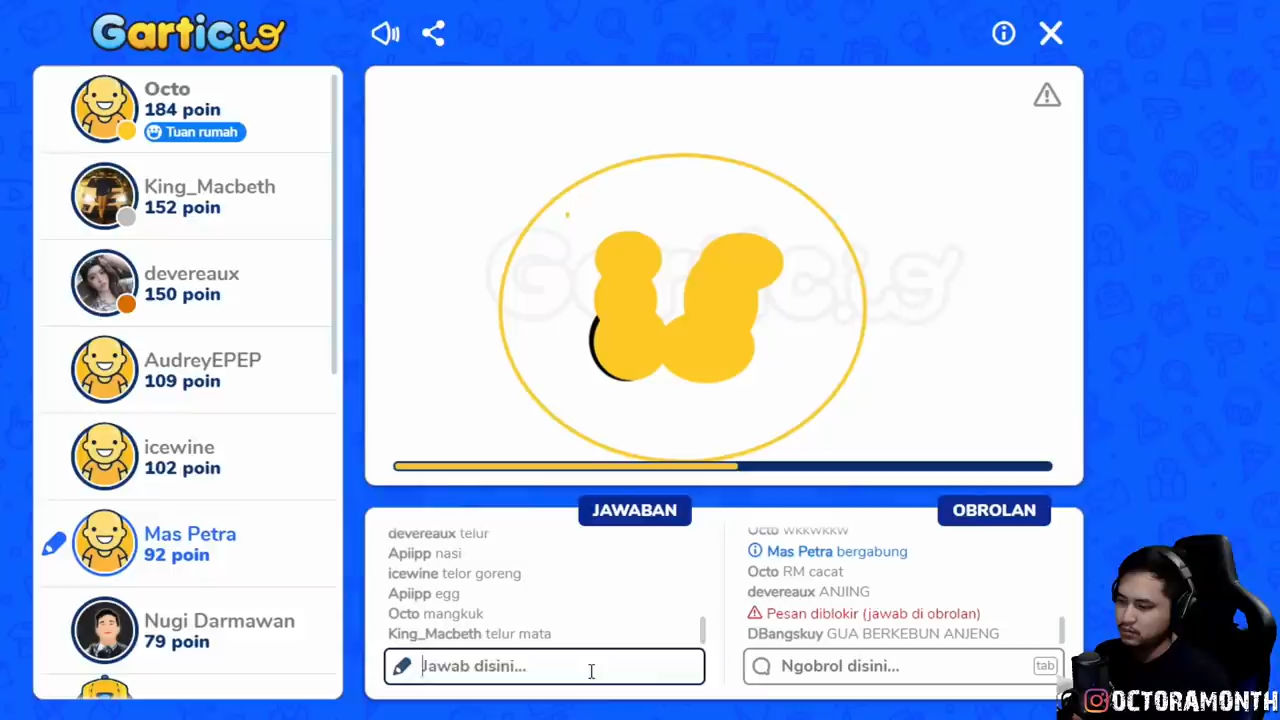 Gartic.io
Octo
184 poin
Tuan rumah
King_Macbeth
152 poin
devereaux
150 poin
AudreyEPEP
109 poin
icewine
102 poin
Mas Petra
92 poin
Nugi Darmawan
79 poin
Gartic.io
JAWABAN
devereaux telur
Apiipp nasi
icewine telor goreng
Apiipp egg
Octo mangkuk
King_Macbeth telur mata
Jawab disini...
OBROLAN
Octo wkkwkkw
Mas Petra bergabung
Octo RM cacat
devereaux ANJING
Pesan diblokir (jawab di obrolan)
DBangskuy GUA BERKEBUN ANJENG
Ngobrol disini...
tab
OCTORAMONTH